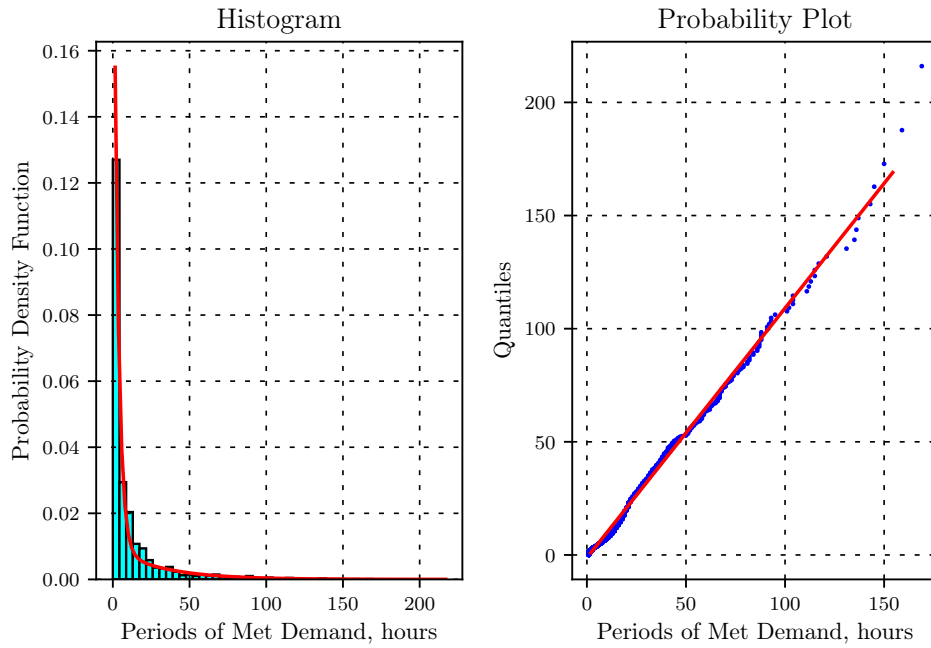 Histogram
Probability Density Function
0.16
0.14
0.12
0.10
0.08
0.06
0.04
0.02
0.00
0 50 100 150 200
Periods of Met Demand, hours
Probability Plot
Quantiles
200
150
100
50
0
0 50 100 150
Periods of Met Demand, hours